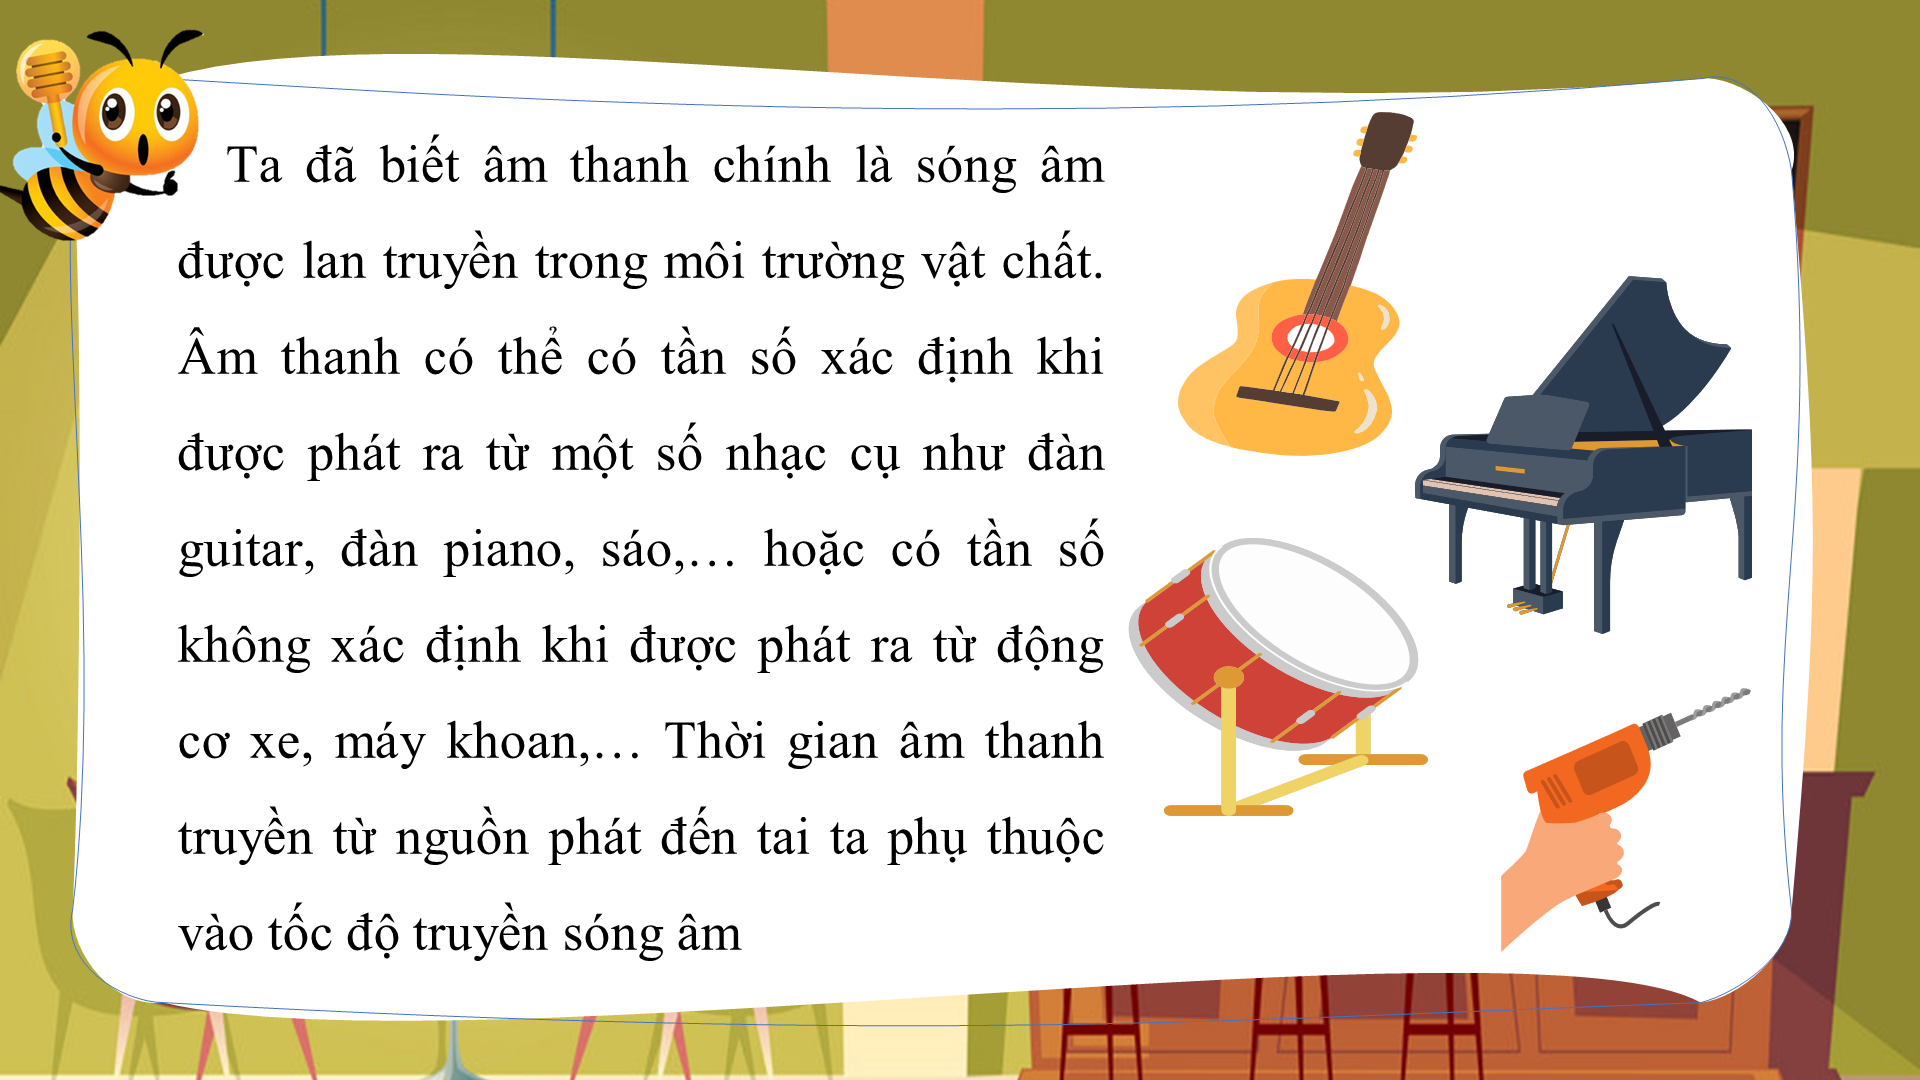 Ta đã biết âm thanh chính là sóng âm
được lan truyền trong môi trường vật chất.
Âm thanh có thể có tần số xác định khi
được phát ra từ một số nhạc cụ như đàn
guitar, đàn piano, sáo,… hoặc có tần số
không xác định khi được phát ra từ động
cơ xe, máy khoan,… Thời gian âm thanh
truyền từ nguồn phát đến tai ta phụ thuộc
vào tốc độ truyền sóng âm